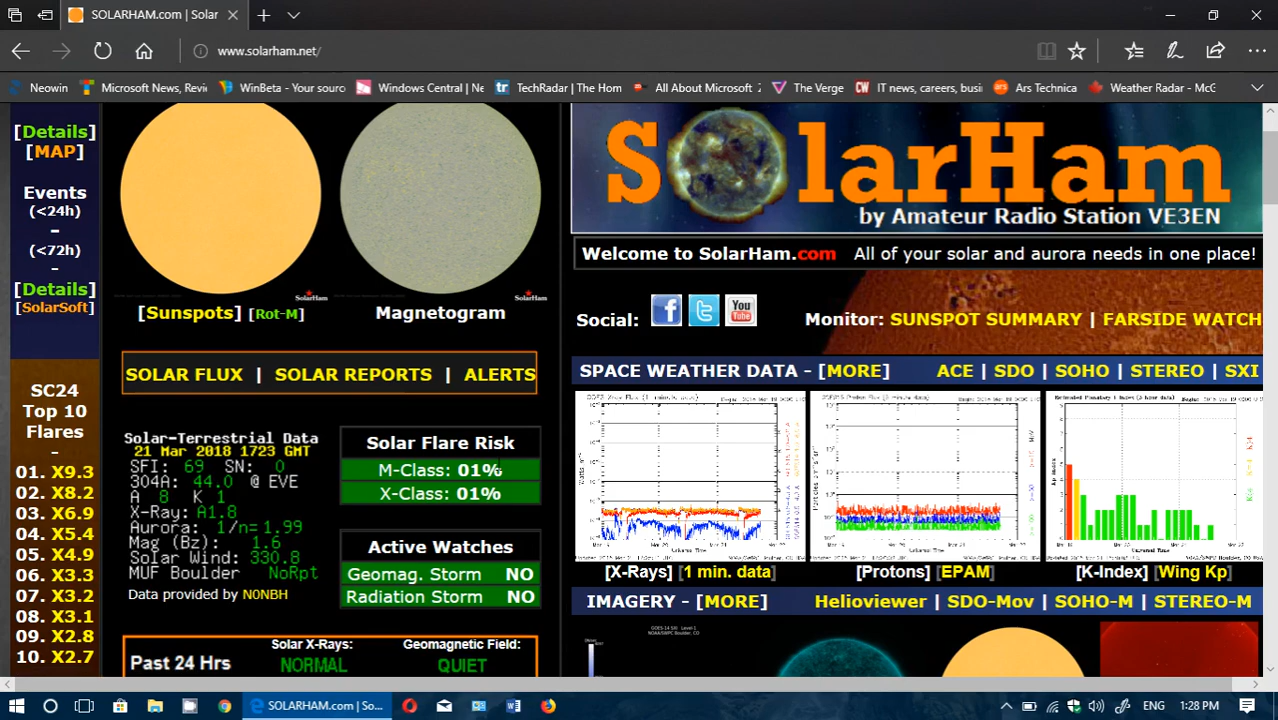 SOLARHAM.com | Solar
www.solarham.net/
Neowin
Microsoft News, Revi
WinBeta - Your sourc
Windows Central | Ne
TechRadar | The Hom
All About Microsoft
The Verge
IT news, careers, busi
Ars Technica
Weather Radar - McG
[Details]
[MAP]
Events
(<24h)
-
(<72h)
-
[Details]
[SolarSoft]
SC24
Top 10
Flares
-
01. X9.3
02. X8.2
03. X6.9
04. X5.4
05. X4.9
06. X3.3
07. X3.2
08. X3.1
09. X2.8
10. X2.7
SolarHam
SolarHam
[Sunspots] [Rot-M]
Magnetogram
SOLAR FLUX | SOLAR REPORTS | ALERTS
Solar-Terrestrial Data
21 Mar 2018 1723 GMT
SFI: 69 SN: 0
304A: 44.0 @ EVE
A 8 K 1
X-Ray: A1.8
Aurora: 1/n=1.99
Mag (Bz): 1.6
Solar Wind: 330.8
MUF Boulder NoRpt
Data provided by N0NBH
Solar Flare Risk
M-Class: 01%
X-Class: 01%
Active Watches
Geomag. Storm NO
Radiation Storm NO
Solar X-Rays:
Geomagnetic Field:
Past 24 Hrs
NORMAL
QUIET
SolarHam
by Amateur Radio Station VE3EN
Welcome to SolarHam.com All of your solar and aurora needs in one place!
Social:
You
Tube
Monitor: SUNSPOT SUMMARY | FARSIDE WATCH
SPACE WEATHER DATA - [MORE]
ACE | SDO | SOHO | STEREO | SXI
[X-Rays] [1 min. data]
[Protons] [EPAM]
[K-Index] [Wing Kp]
IMAGERY - [MORE]
Helioviewer | SDO-Mov | SOHO-M | STEREO-M
SOLARHAM.com | So...
ENG
1:28 PM